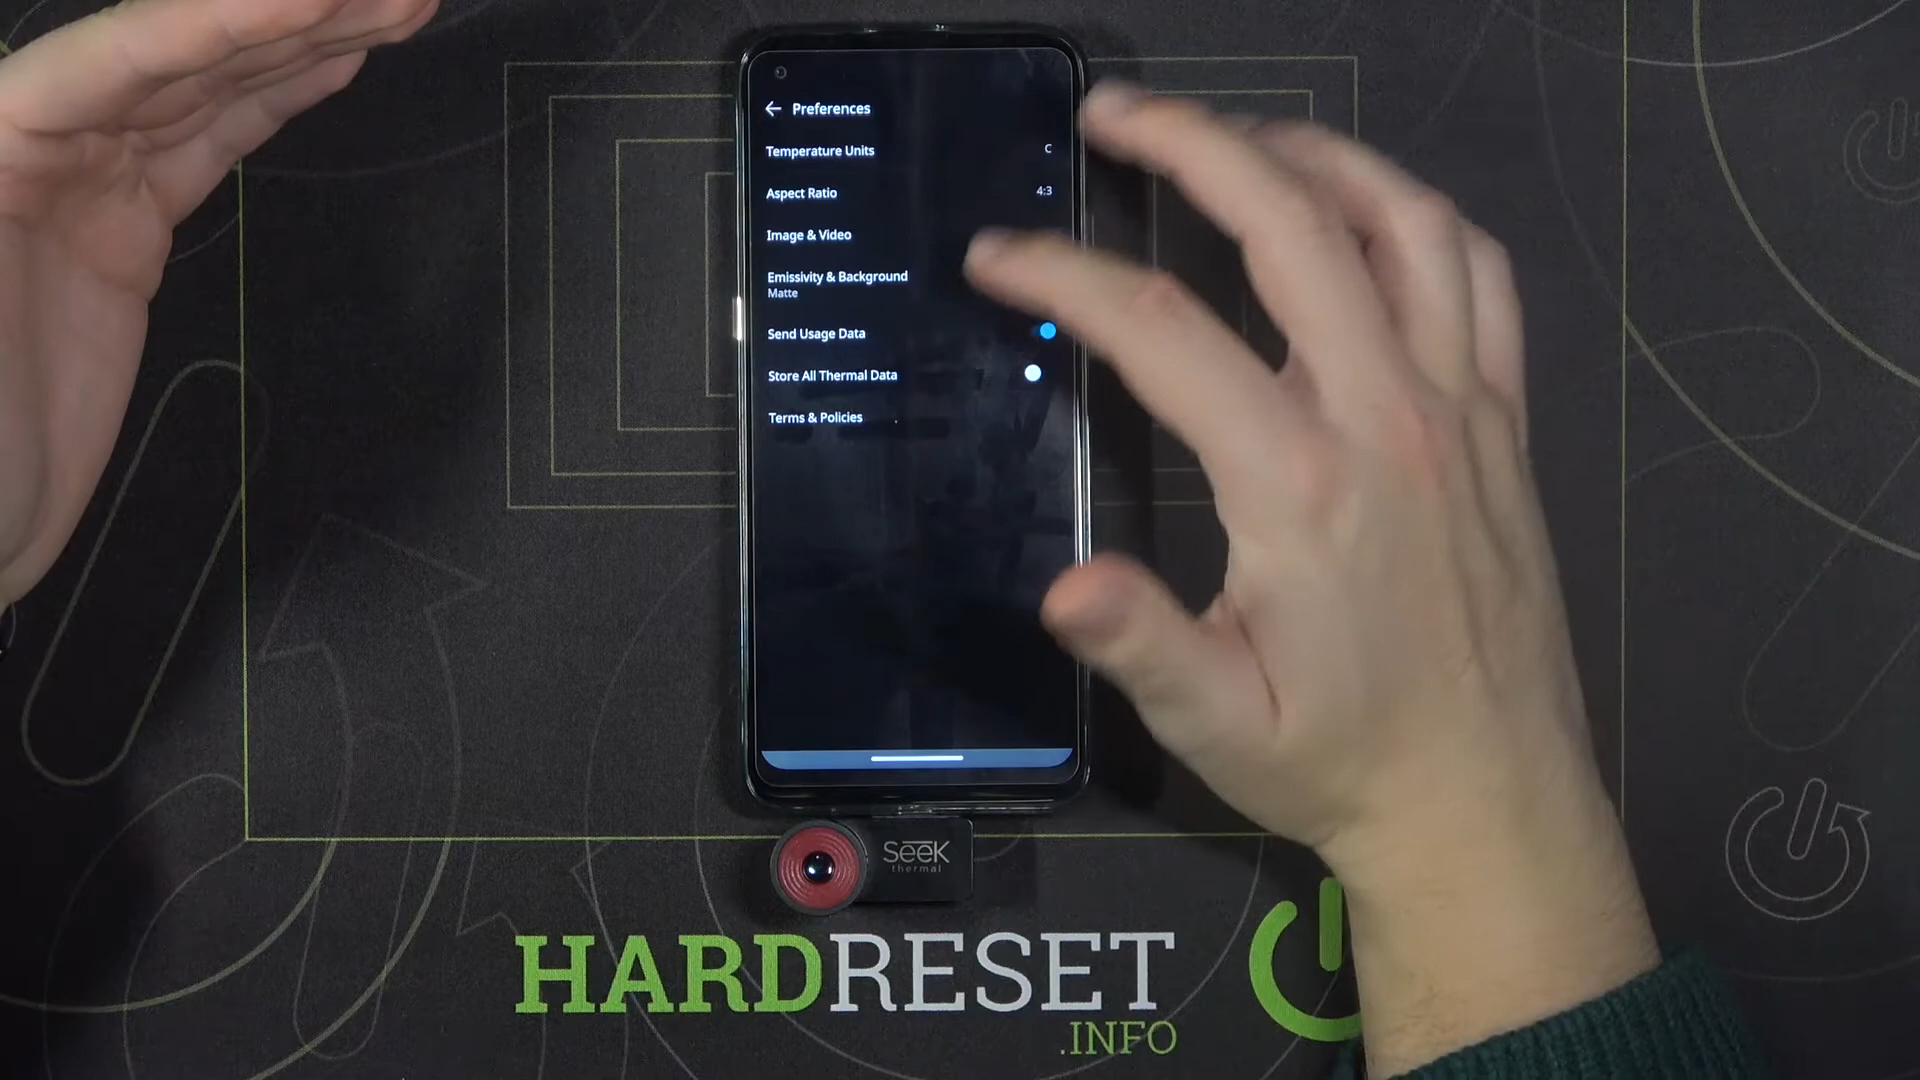 Preferences
Temperature Units C
Aspect Ratio 4:3
Image & Video
Emissivity & Background
Matte
Send Usage Data
Store All Thermal Data
Terms & Policies
Seek
thermal
HARDRESET
.INFO